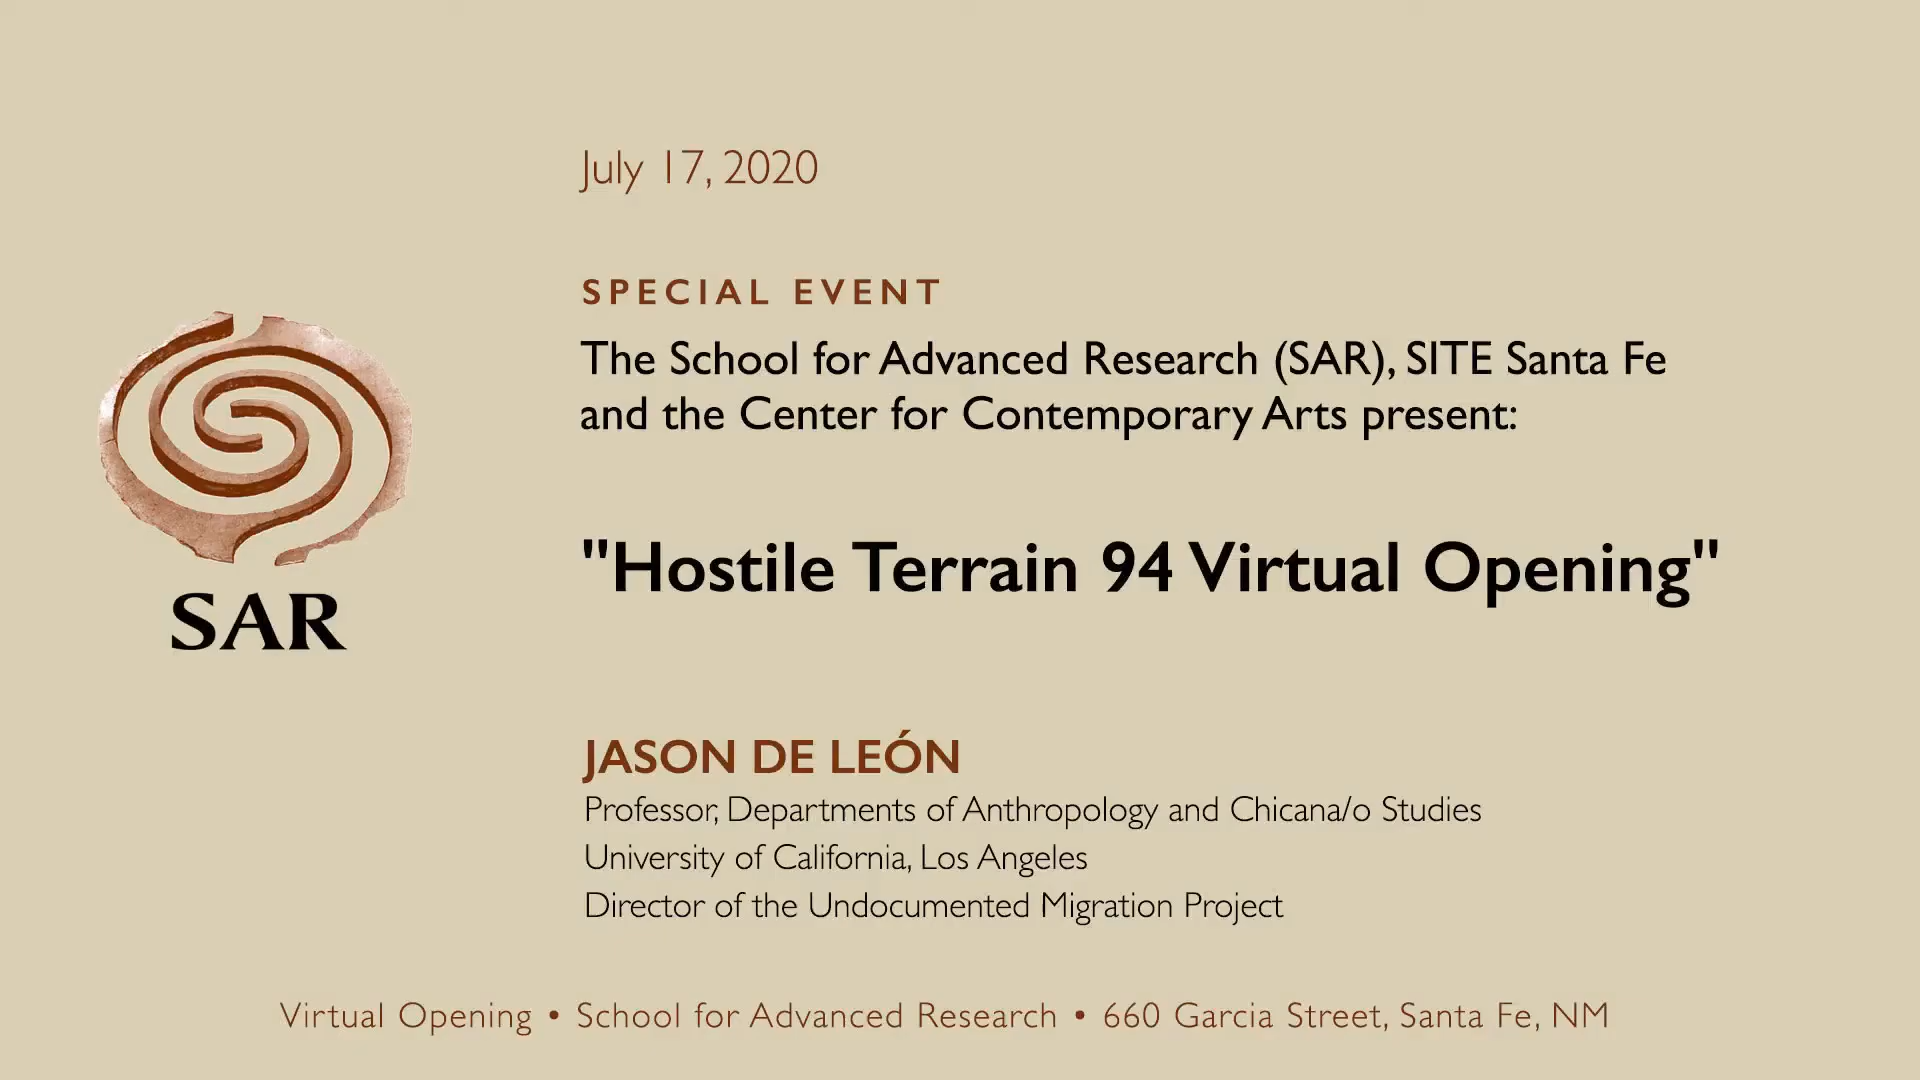 July 17, 2020
SPECIAL EVENT
The School for Advanced Research (SAR), SITE Santa Fe
and the Center for Contemporary Arts present:
"Hostile Terrain 94 Virtual Opening"
SAR
JASON DE LEÓN
Professor, Departments of Anthropology and Chicana/o Studies
University of California, Los Angeles
Director of the Undocumented Migration Project
Virtual Opening • School for Advanced Research • 660 Garcia Street, Santa Fe, NM